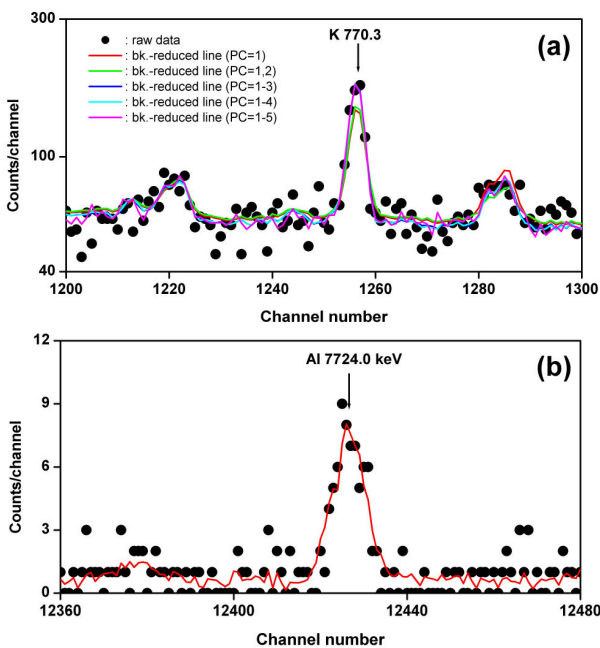 300
K 770.3
(a)
: raw data
: bk.-reduced line (PC=1)
: bk.-reduced line (PC=1,2)
: bk.-reduced line (PC=1-3)
: bk.-reduced line (PC=1-4)
: bk.-reduced line (PC=1-5)
100
Counts/channel
40
1200 1220 1240 1260 1280 1300
Channel number
12
Al 7724.0 keV
(b)
9
6
Counts/channel
3
0
12360 12400 12440 12480
Channel number